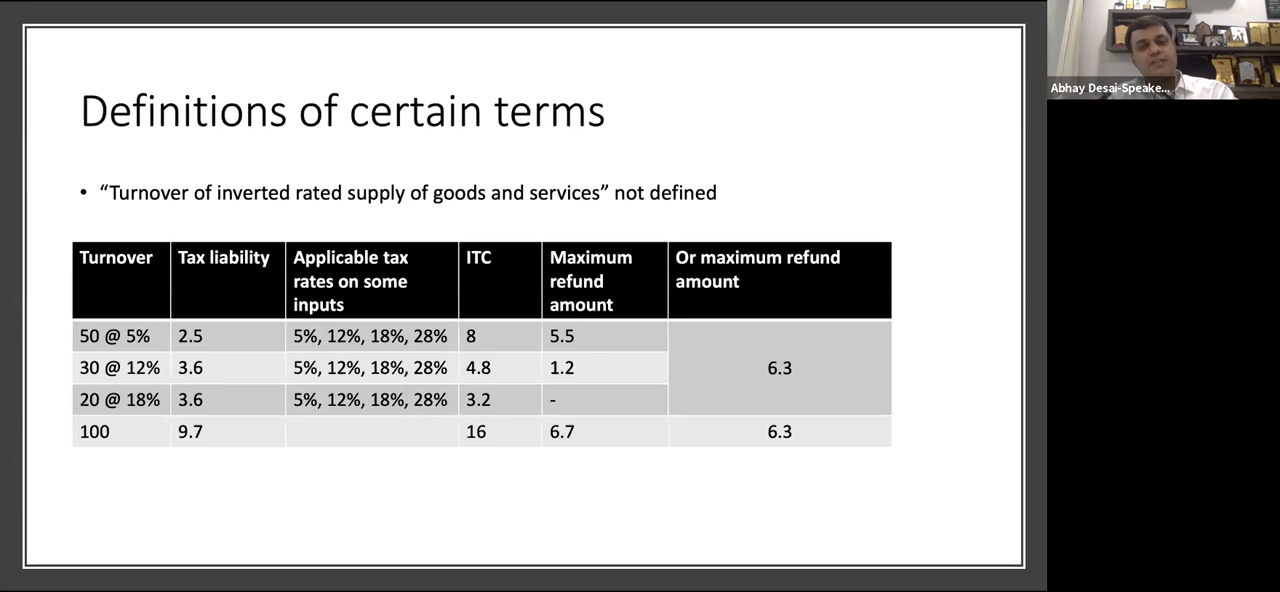 Definitions of certain terms
• “Turnover of inverted rated supply of goods and services” not defined
Turnover Tax liability Applicable tax rates on some inputs ITC Maximum refund amount Or maximum refund amount
50 @ 5% 2.5 5%, 12%, 18%, 28% 8 5.5
30 @ 12% 3.6 5%, 12%, 18%, 28% 4.8 1.2 6.3
20 @ 18% 3.6 5%, 12%, 18%, 28% 3.2 -
100 9.7 16 6.7 6.3
Abhay Desai-Speake...